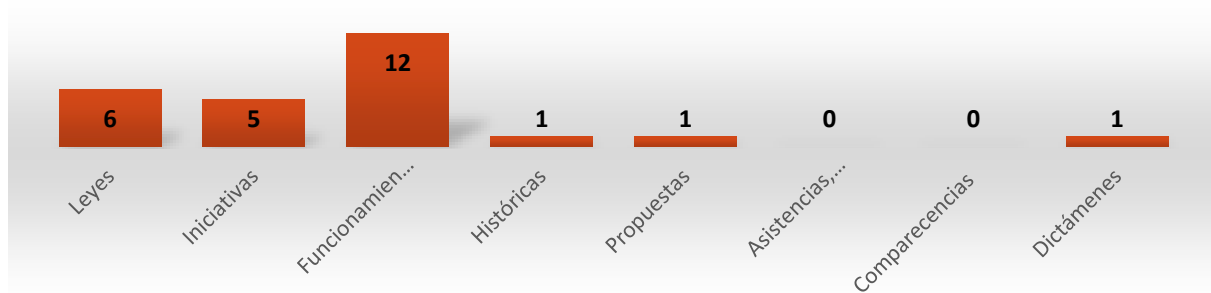 6
5
12
1
1
0
0
1
Leyes
Iniciativas
Funcionamien...
Históricas
Propuestas
Asistencias,...
Comparecencias
Dictámenes